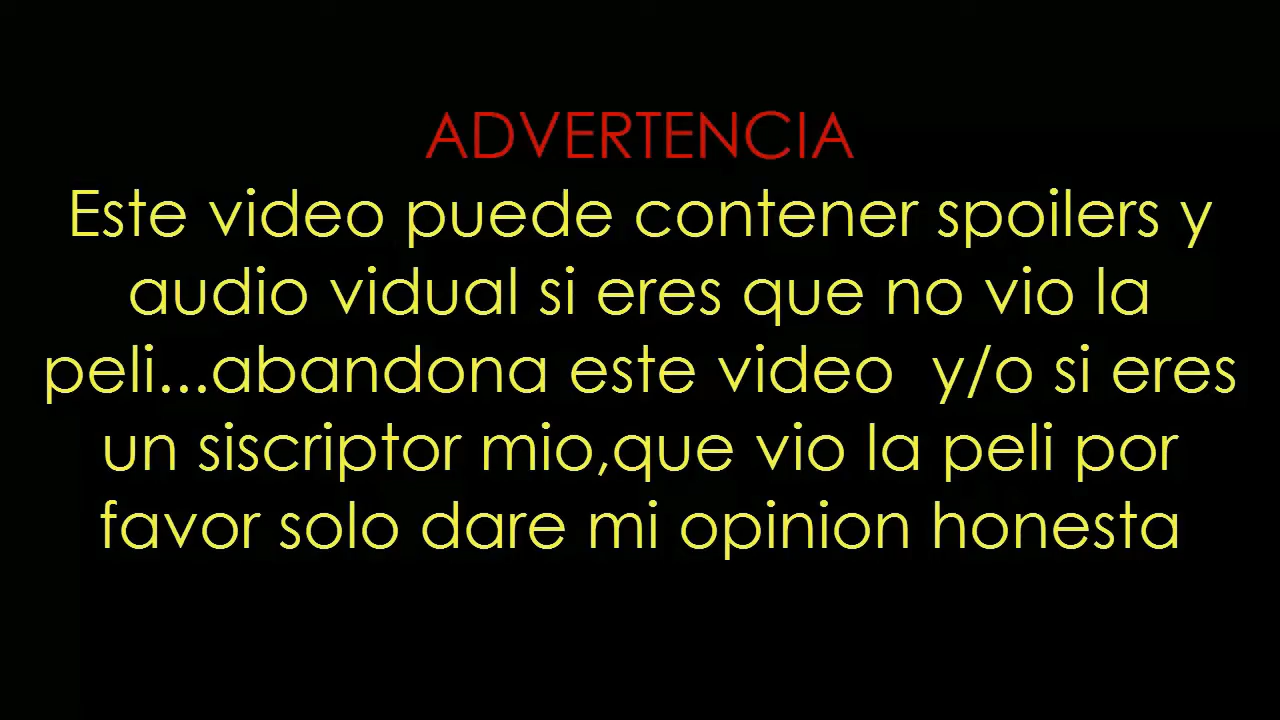 ADVERTENCIA
Este video puede contener spoilers y
audio vidual si eres que no vio la
peli...abandona este video  y/o si eres
un siscriptor mio,que vio la peli por
favor solo dare mi opinion honesta